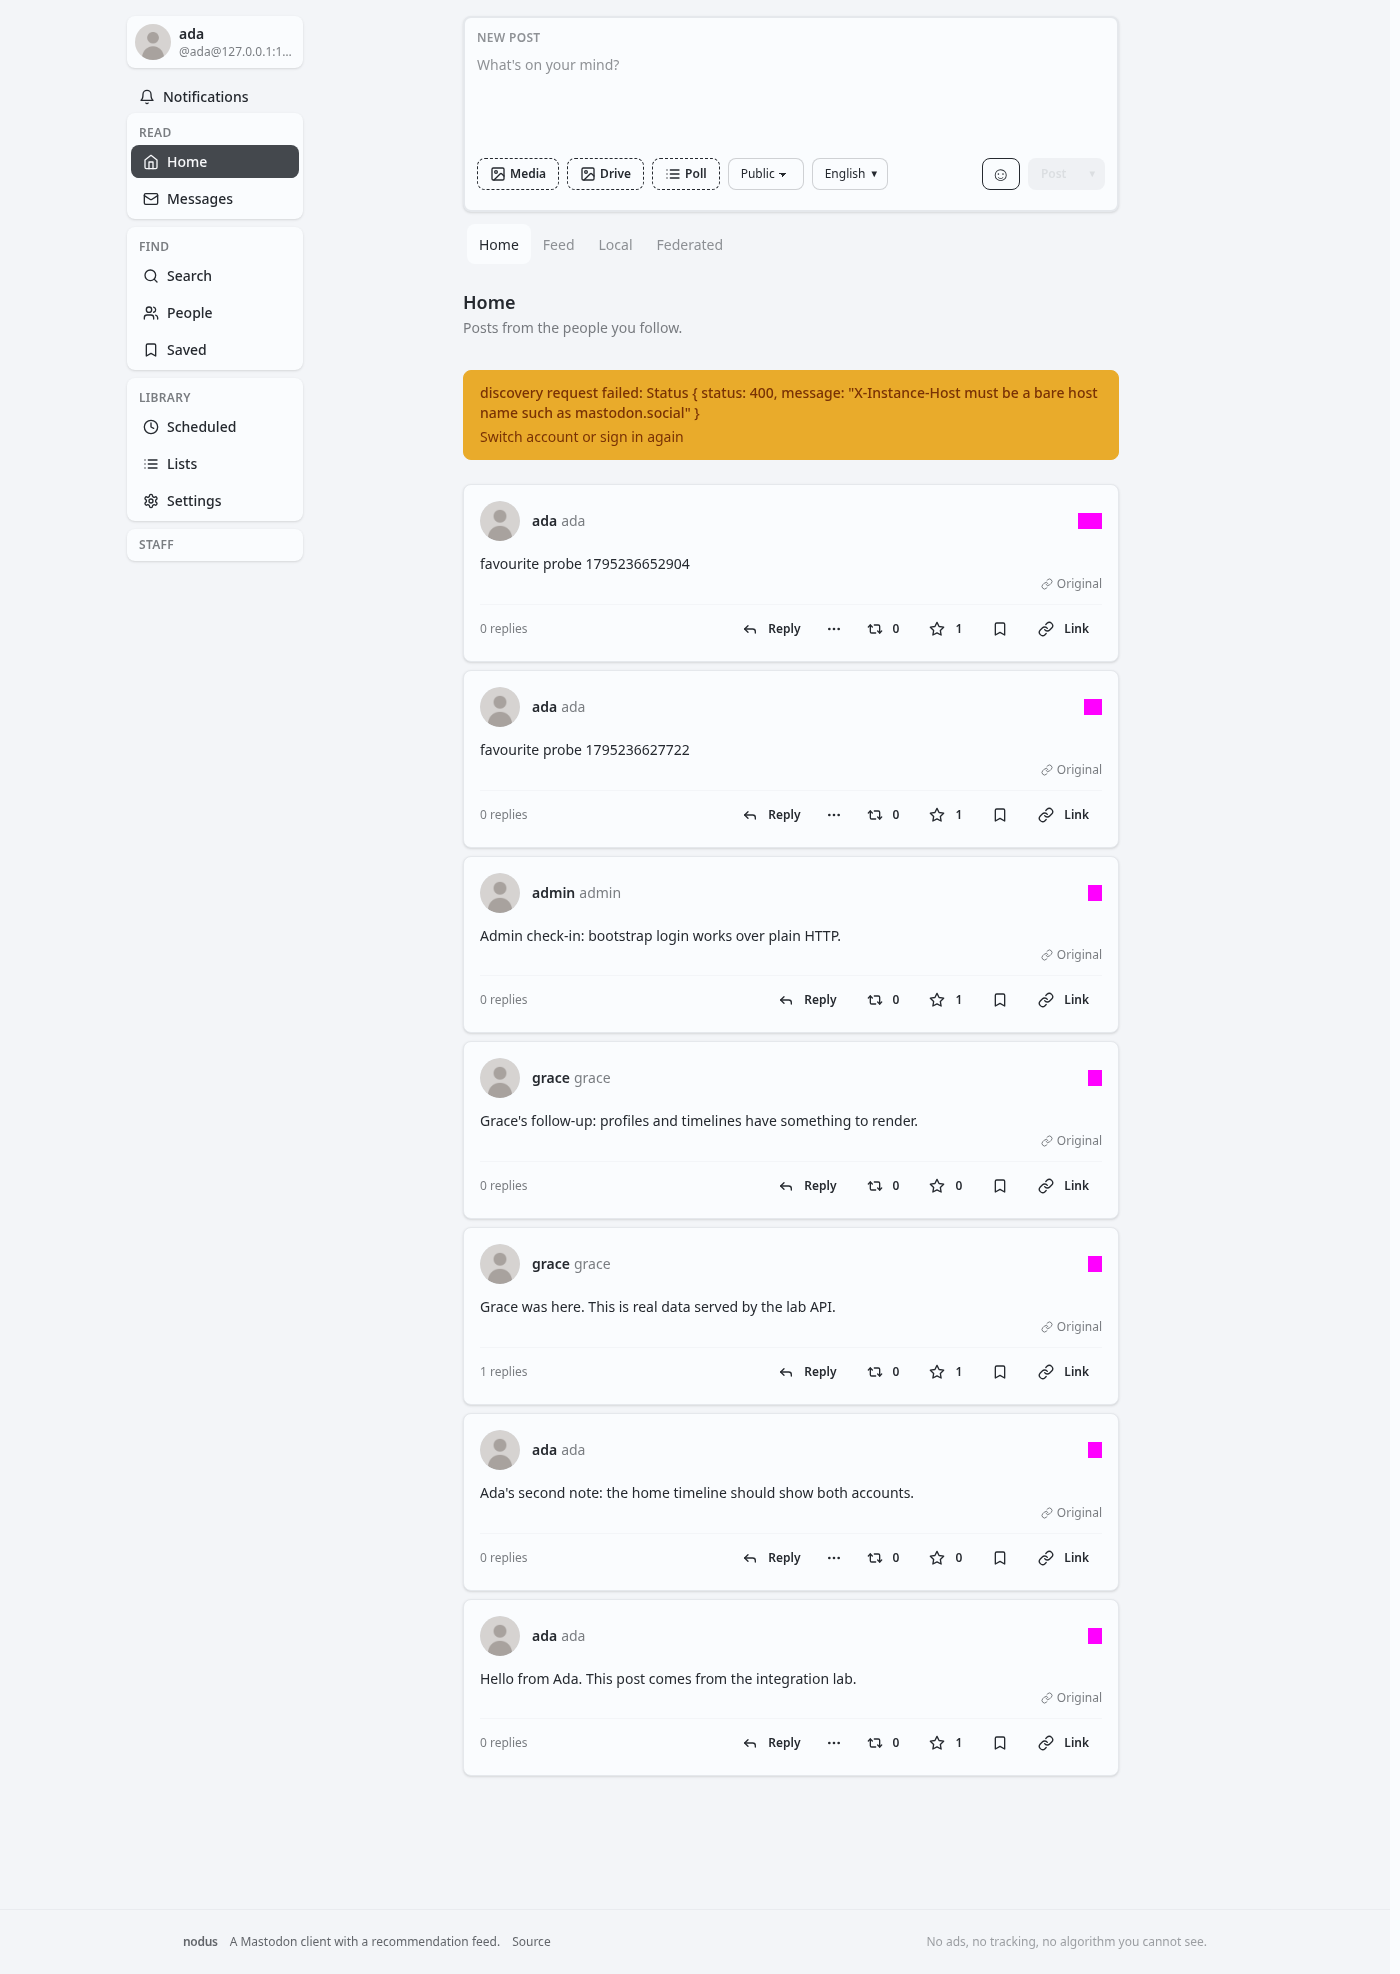 ada
@ada@127.0.0.1:1...
Notifications
READ
Home
Messages
FIND
Search
People
Saved
LIBRARY
Scheduled
Lists
Settings
STAFF
NEW POST
What's on your mind?
Media Drive Poll Public English Post
Home Feed Local Federated
Home
Posts from the people you follow.
discovery request failed: Status { status: 400, message: "X-Instance-Host must be a bare host
name such as mastodon.social" }
Switch account or sign in again
ada ada
favourite probe 1795236652904
Original
0 replies Reply 0 1 Link
ada ada
favourite probe 1795236627722
Original
0 replies Reply 0 1 Link
admin admin
Admin check-in: bootstrap login works over plain HTTP.
Original
0 replies Reply 0 1 Link
grace grace
Grace's follow-up: profiles and timelines have something to render.
Original
0 replies Reply 0 0 Link
grace grace
Grace was here. This is real data served by the lab API.
Original
1 replies Reply 0 1 Link
ada ada
Ada's second note: the home timeline should show both accounts.
Original
0 replies Reply 0 0 Link
ada ada
Hello from Ada. This post comes from the integration lab.
Original
0 replies Reply 0 1 Link
nodus A Mastodon client with a recommendation feed. Source
No ads, no tracking, no algorithm you cannot see.